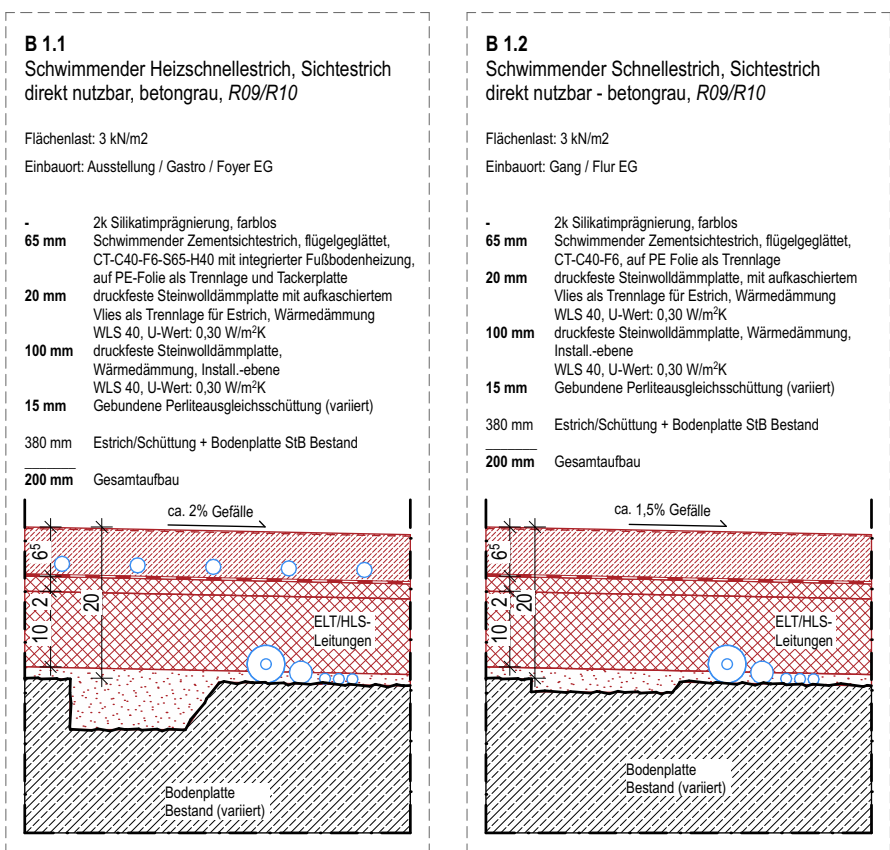 B 1.1
Schwimmender Heizschnellestrich, Sichtestrich
direkt nutzbar, betongrau, R09/R10
Flächenlast: 3 kN/m2
Einbauort: Ausstellung / Gastro / Foyer EG
- 2k Silikatimprägnierung, farblos
65 mm Schwimmender Zementsichtestrich, flügelgeglättet,
CT-C40-F6-S65-H40 mit integrierter Fußbodenheizung,
auf PE-Folie als Trennlage und Tackerplatte
20 mm druckfeste Steinwolldämmplatte mit aufkaschiertem
Vlies als Trennlage für Estrich, Wärmedämmung
WLS 40, U-Wert: 0,30 W/m²K
100 mm druckfeste Steinwolldämmplatte,
Wärmedämmung, Install.-ebene
WLS 40, U-Wert: 0,30 W/m²K
15 mm Gebundene Perliteausgleichsschüttung (variiert)
380 mm Estrich/Schüttung + Bodenplatte StB Bestand
200 mm Gesamtaufbau
ca. 2% Gefälle
6⁵
2
10
20
ELT/HLS-
Leitungen
Bodenplatte
Bestand (variiert)
B 1.2
Schwimmender Schnellestrich, Sichtestrich
direkt nutzbar - betongrau, R09/R10
Flächenlast: 3 kN/m2
Einbauort: Gang / Flur EG
- 2k Silikatimprägnierung, farblos
65 mm Schwimmender Zementsichtestrich, flügelgeglättet,
CT-C40-F6, auf PE Folie als Trennlage
20 mm druckfeste Steinwolldämmplatte, mit aufkaschiertem
Vlies als Trennlage für Estrich, Wärmedämmung
WLS 40, U-Wert: 0,30 W/m²K
100 mm druckfeste Steinwolldämmplatte, Wärmedämmung,
Install.-ebene
WLS 40, U-Wert: 0,30 W/m²K
15 mm Gebundene Perliteausgleichsschüttung (variiert)
380 mm Estrich/Schüttung + Bodenplatte StB Bestand
200 mm Gesamtaufbau
ca. 1,5% Gefälle
6⁵
2
10
20
ELT/HLS-
Leitungen
Bodenplatte
Bestand (variiert)